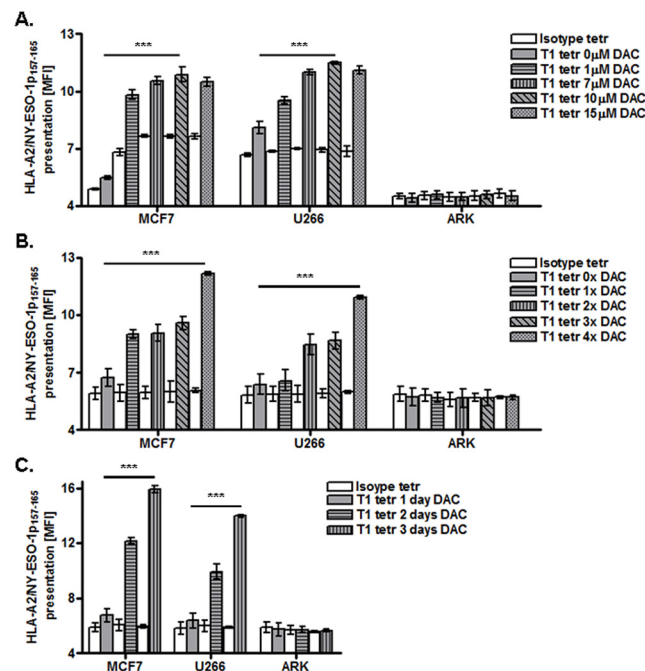 A.
HLA-A2/NY-ESO-1p157-165
presentation [MFI]
13
10
7
4
***
***
MCF7
U266
ARK
Isotype tetr
T1 tetr 0µM DAC
T1 tetr 1µM DAC
T1 tetr 7µM DAC
T1 tetr 10µM DAC
T1 tetr 15µM DAC
B.
HLA-A2/NY-ESO-1p157-165
presentation [MFI]
13
10
7
4
***
***
MCF7
U266
ARK
Isotype tetr
T1 tetr 0x DAC
T1 tetr 1x DAC
T1 tetr 2x DAC
T1 tetr 3x DAC
T1 tetr 4x DAC
C.
HLA-A2/NY-ESO-1p157-165
presentation [MFI]
16
12
8
4
***
***
MCF7
U266
ARK
Isoype tetr
T1 tetr 1 day DAC
T1 tetr 2 days DAC
T1 tetr 3 days DAC